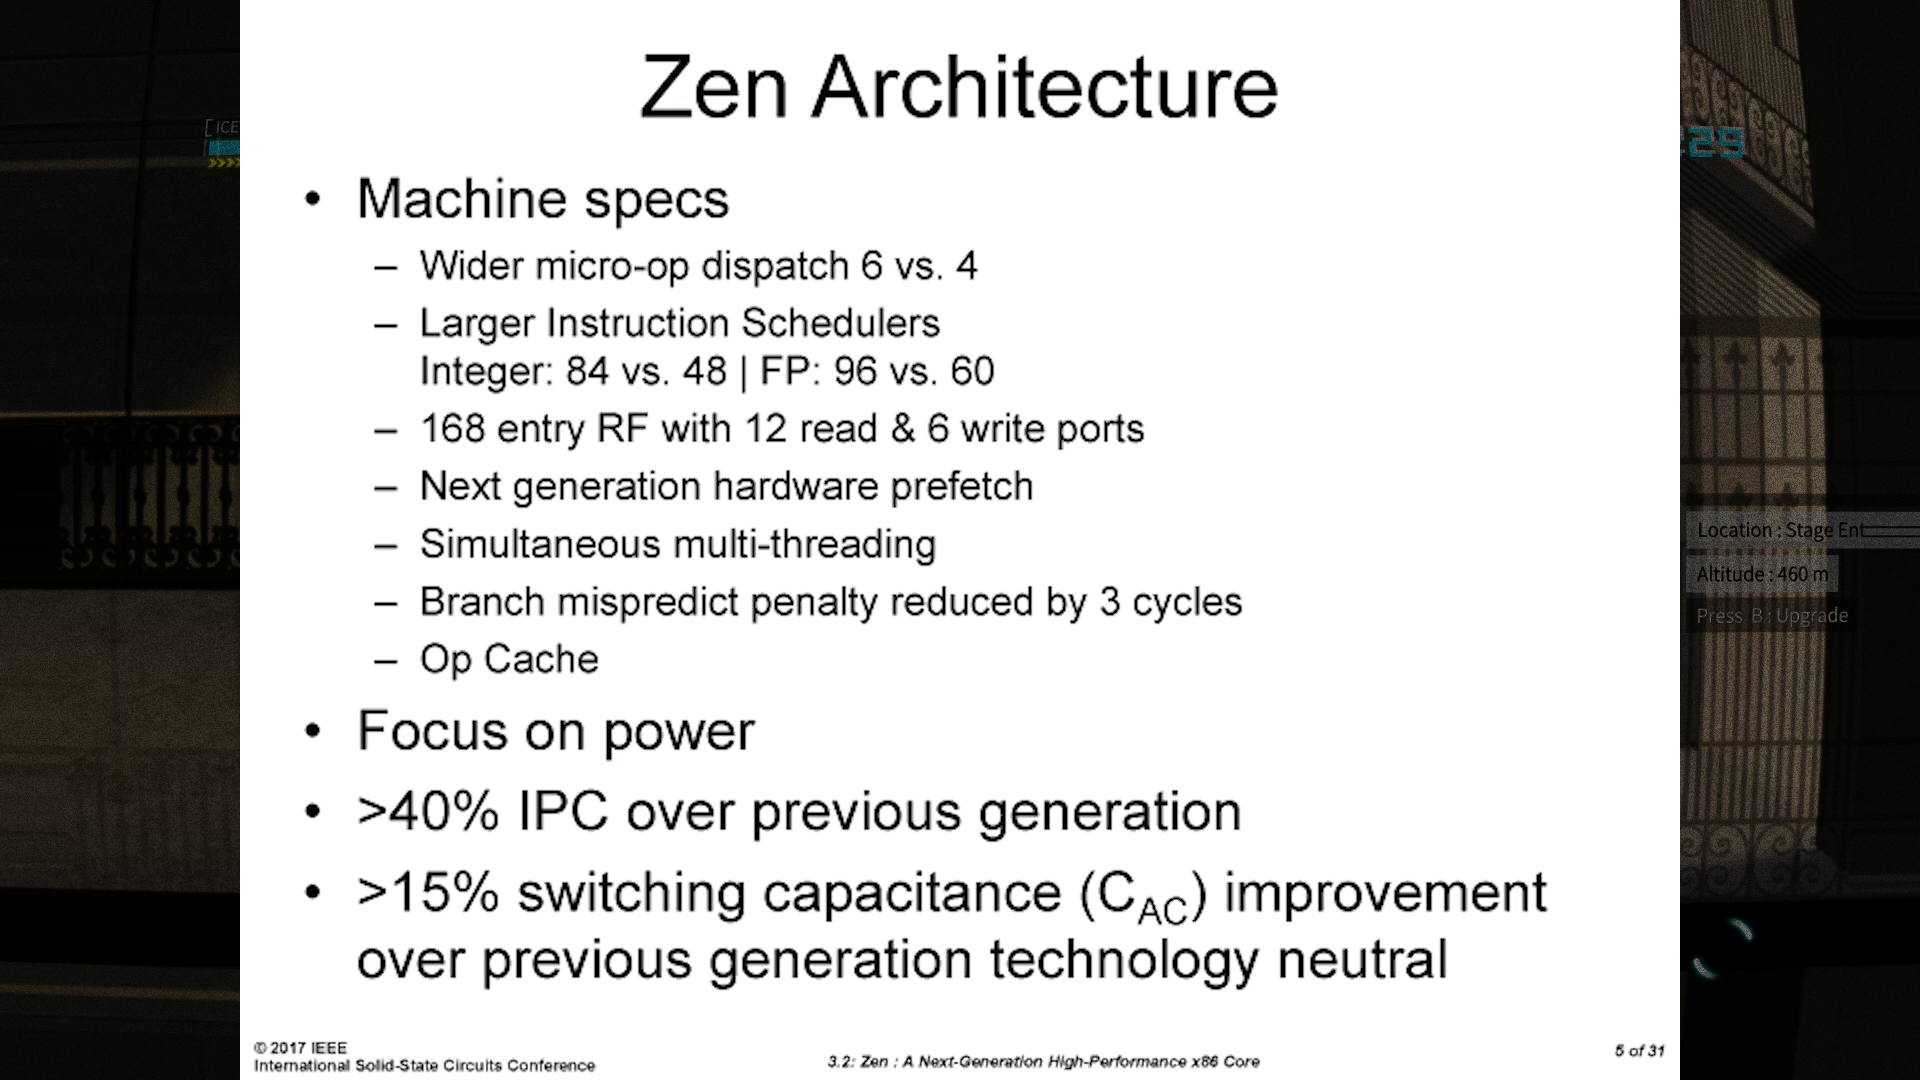 Zen Architecture
[ ICE
29
• Machine specs
– Wider micro-op dispatch 6 vs. 4
– Larger Instruction Schedulers
Integer: 84 vs. 48 | FP: 96 vs. 60
– 168 entry RF with 12 read & 6 write ports
– Next generation hardware prefetch
– Simultaneous multi-threading
– Branch mispredict penalty reduced by 3 cycles
– Op Cache
• Focus on power
• >40% IPC over previous generation
• >15% switching capacitance (CAC) improvement
over previous generation technology neutral
Location : Stage Ent
Altitude : 460 m
Press B : Upgrade
© 2017 IEEE
International Solid-State Circuits Conference
3.2: Zen : A Next-Generation High-Performance x86 Core
5 of 31